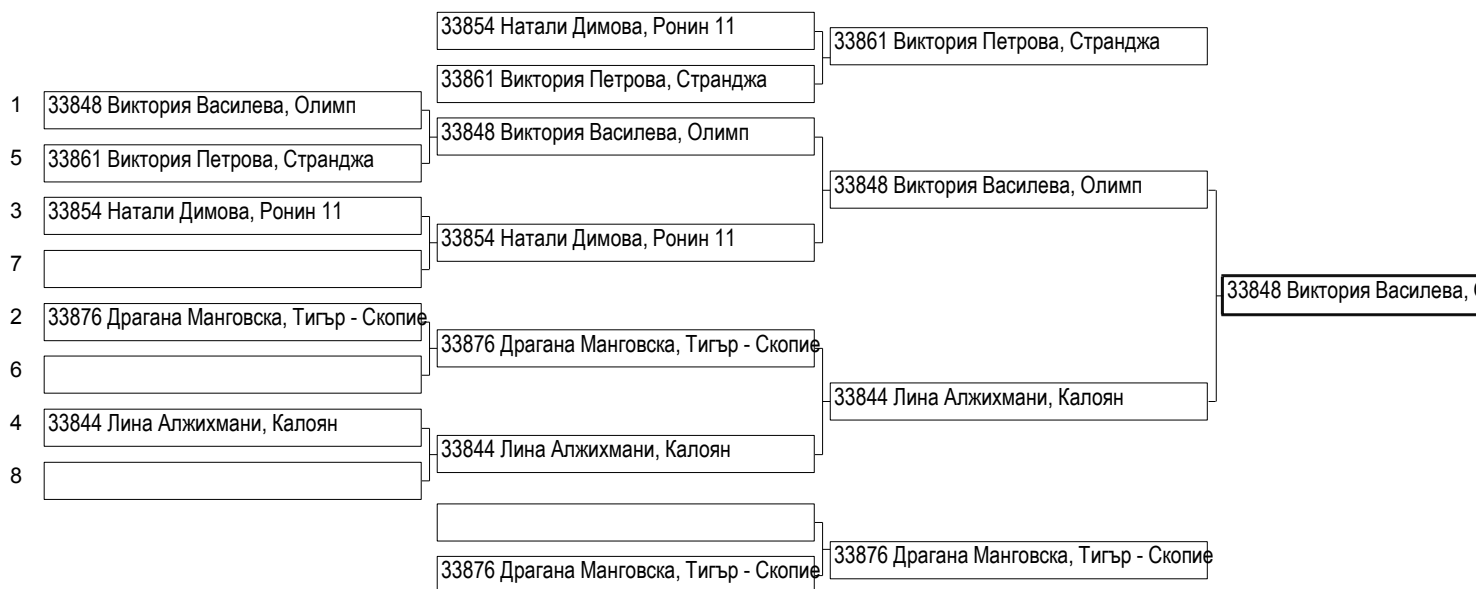 33854 Натали Димова, Ронин 11
33861 Виктория Петрова, Странджа
33861 Виктория Петрова, Странджа
1 33848 Виктория Василева, Олимп
33848 Виктория Василева, Олимп
5 33861 Виктория Петрова, Странджа
33848 Виктория Василева, Олимп
3 33854 Натали Димова, Ронин 11
33854 Натали Димова, Ронин 11
7
33848 Виктория Василева,
2 33876 Драгана Манговска, Тигър - Скопие
33876 Драгана Манговска, Тигър - Скопие
6
33844 Лина Алжихмани, Калоян
4 33844 Лина Алжихмани, Калоян
33844 Лина Алжихмани, Калоян
8
33876 Драгана Манговска, Тигър - Скопие
33876 Драгана Манговска, Тигър - Скопие